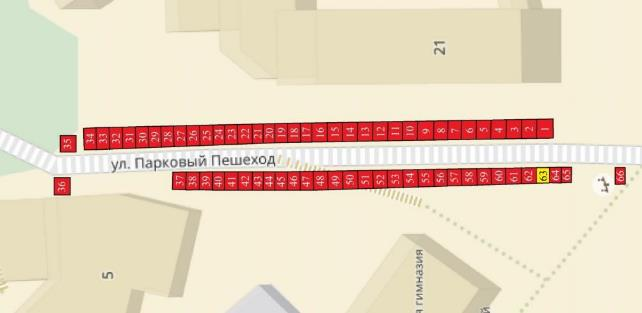 21
35 34 33 32 31 30 29 28 27 26 25 24 23 22 21 20 19 18 17 16 15 14 13 12 11 10 9 8 7 6 5 4 3 2 1
ул. Парковый Пешеход
36 37 38 39 40 41 42 43 44 45 46 47 48 49 50 51 52 53 54 55 56 57 58 59 60 61 62 63 64 65 66
5
я гимназия
й